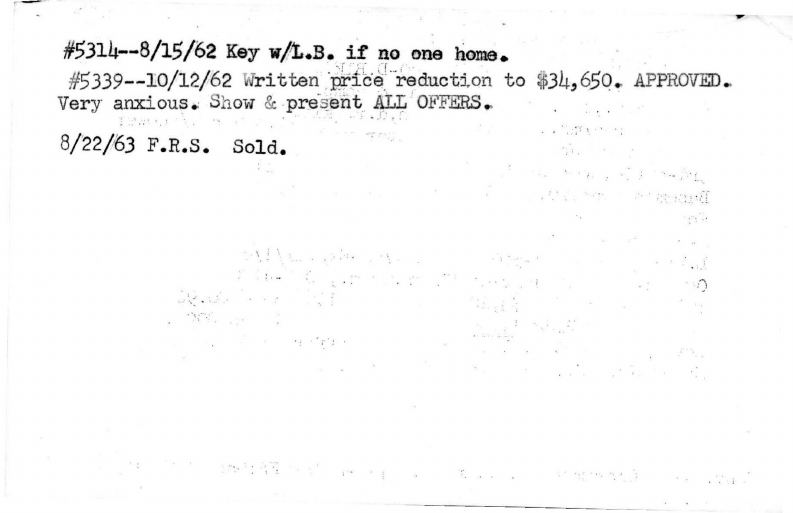 #5314--8/15/62 Key w/L.B. if no one home.
#5339--10/12/62 Written price reduction to $34,650. APPROVED.
Very anxious. Show & present ALL OFFERS.
8/22/63 F.R.S. Sold.